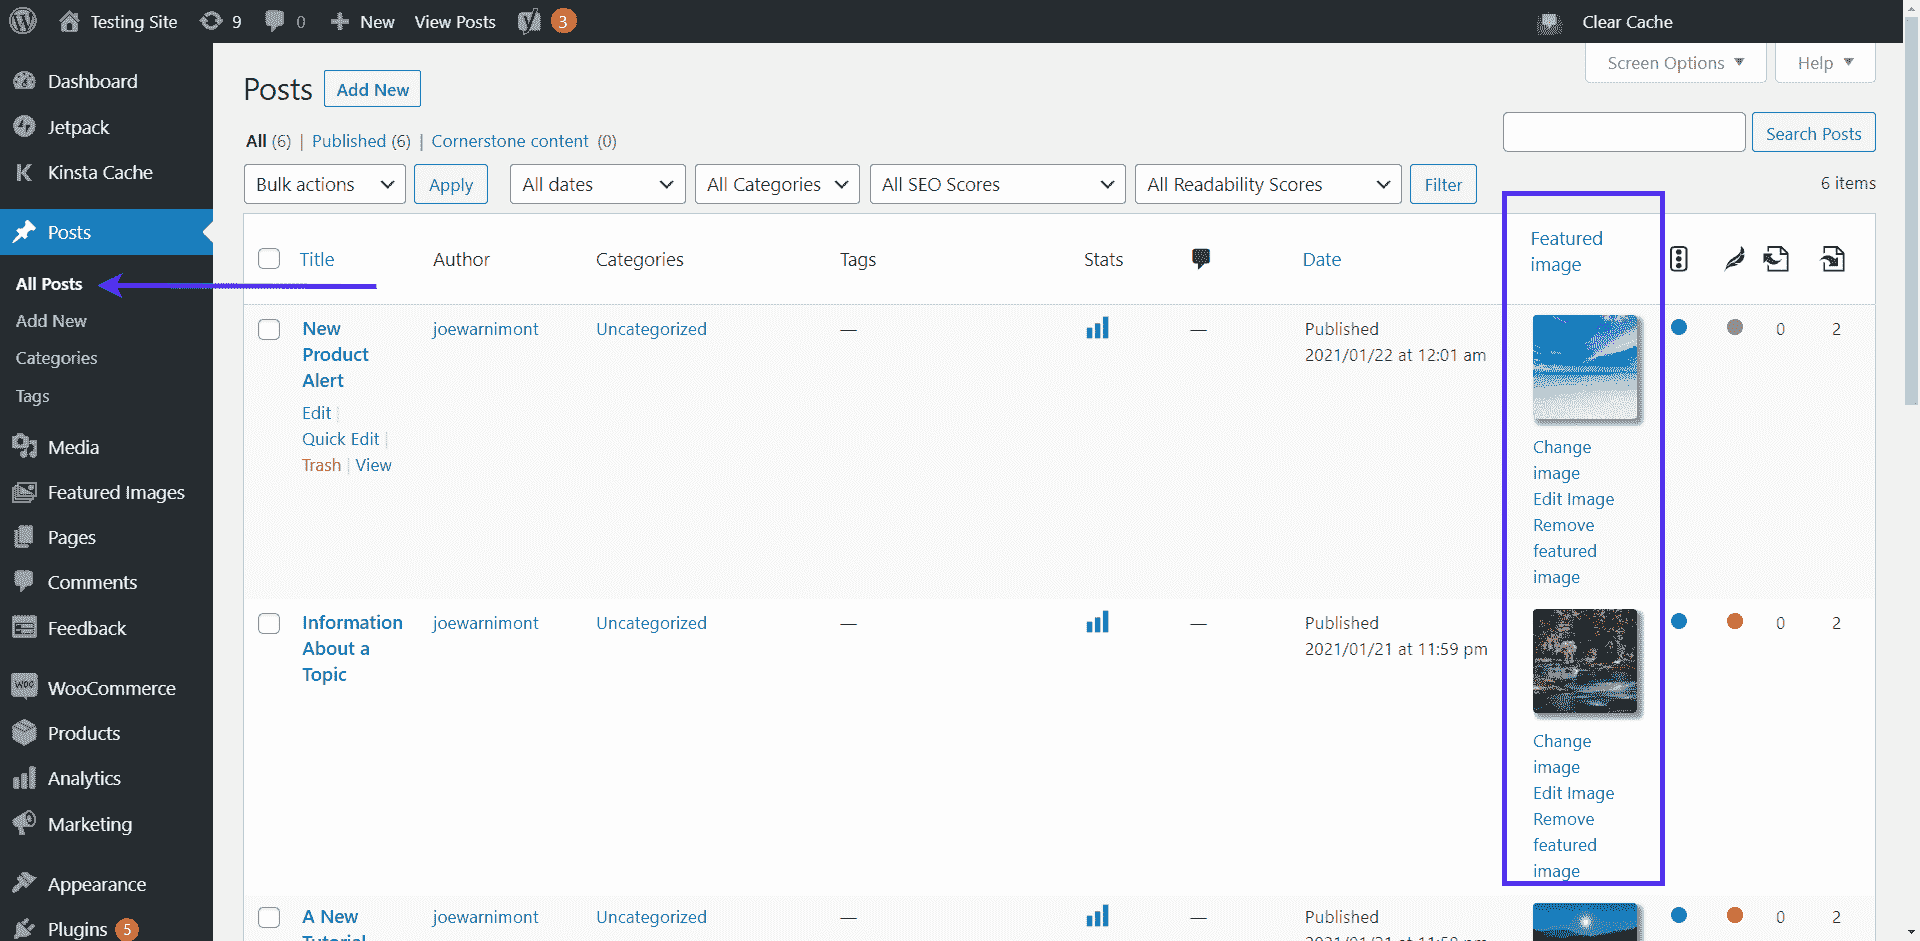 Testing Site 9 0 New View Posts 3 Clear Cache
Screen Options Help
Dashboard
Jetpack
Kinsta Cache
Posts
All Posts
Add New
Categories
Tags
Media
Featured Images
Pages
Comments
Feedback
WooCommerce
Products
Analytics
Marketing
Appearance
Plugins 5
Posts Add New
All (6) | Published (6) | Cornerstone content (0)
Search Posts
Bulk actions Apply All dates All Categories All SEO Scores All Readability Scores Filter
6 items
Title Author Categories Tags Stats Date Featured
image
New joewarnimont Uncategorized — — Published 0 2
Product 2021/01/22 at 12:01 am
Alert
Edit |
Quick Edit |
Trash | View
Change
image
Edit Image
Remove
featured
image
Information joewarnimont Uncategorized — — Published 0 2
About a 2021/01/21 at 11:59 pm
Topic
Change
image
Edit Image
Remove
featured
image
A New joewarnimont Uncategorized — — Published 0 2